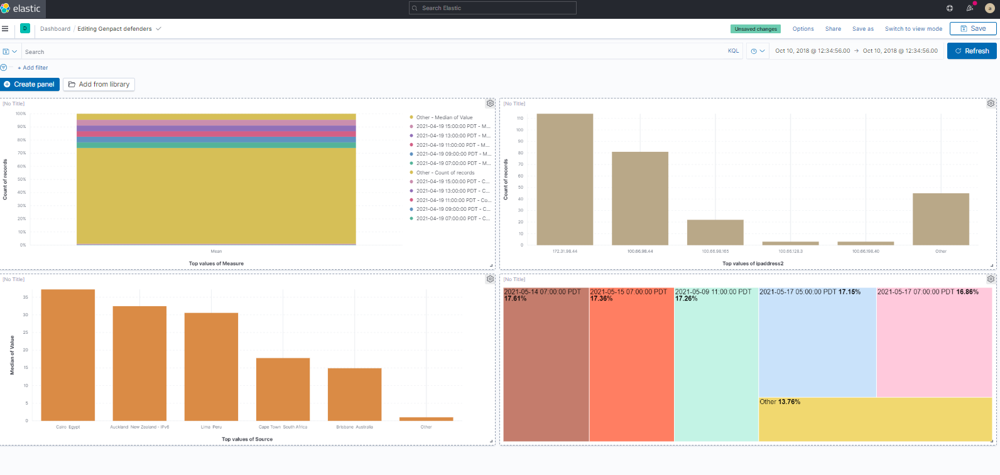 elastic
Search Elastic
a
D
Dashboard / Editing Genpact defenders
Unsaved changes
Options
Share
Save as
Switch to view mode
Save
Search
KQL
Oct 10, 2018 @ 12:34:56.00 → Oct 10, 2018 @ 12:34:56.00
Refresh
+ Add filter
Create panel
Add from library
[No Title]
100%
90%
80%
70%
60%
50%
40%
30%
20%
10%
0%
Count of records
Mean
Top values of Measure
Other - Median of Value
2021-04-19 15:00:00 PDT - M...
2021-04-19 13:00:00 PDT - M...
2021-04-19 11:00:00 PDT - M...
2021-04-19 09:00:00 PDT - M...
2021-04-19 07:00:00 PDT - M...
Other - Count of records
2021-04-19 15:00:00 PDT - C...
2021-04-19 13:00:00 PDT - C...
2021-04-19 11:00:00 PDT - Co...
2021-04-19 09:00:00 PDT - C...
2021-04-19 07:00:00 PDT - C...
[No Title]
110
100
90
80
70
60
50
40
30
20
10
0
Count of records
172.31.98.44
100.66.98.44
100.66.98.165
100.66.128.3
100.66.198.40
Other
Top values of ipaddress2
[No Title]
35
30
25
20
15
10
5
0
Median of Value
Cairo Egypt
Auckland New Zealand - IPv6
Lima Peru
Cape Town South Africa
Brisbane Australia
Other
Top values of Source
[No Title]
2021-05-14 07:00:00 PDT
17.61%
2021-05-15 07:00:00 PDT
17.36%
2021-05-09 11:00:00 PDT
17.26%
2021-05-17 05:00:00 PDT 17.15%
2021-05-17 07:00:00 PDT 16.86%
Other 13.76%